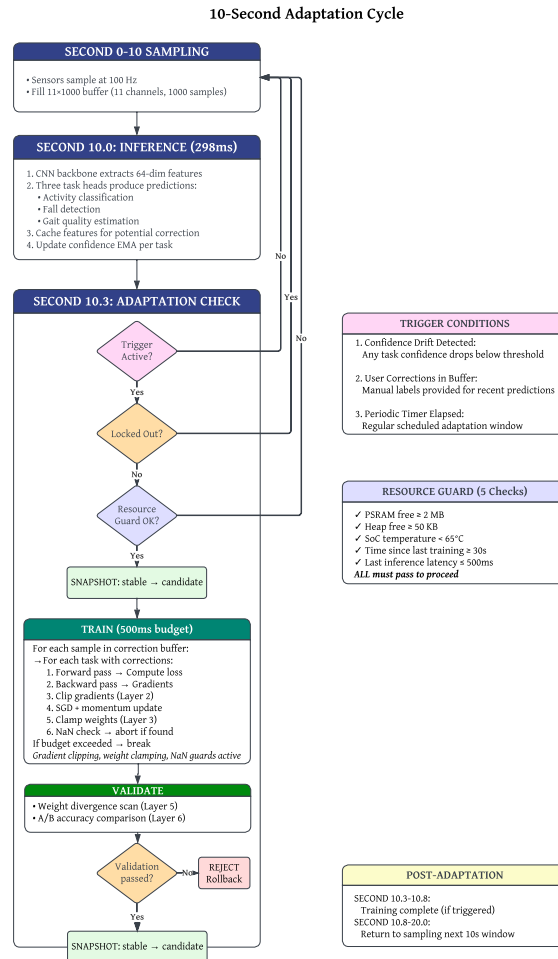 10-Second Adaptation Cycle
SECOND 0-10 SAMPLING
• Sensors sample at 100 Hz
• Fill 11×1000 buffer (11 channels, 1000 samples)
SECOND 10.0: INFERENCE (298ms)
1. CNN backbone extracts 64-dim features
2. Three task heads produce predictions:
• Activity classification
• Fall detection
• Gait quality estimation
3. Cache features for potential correction
4. Update confidence EMA per task
SECOND 10.3: ADAPTATION CHECK
Trigger
Active?
No
Yes
No
Yes
Locked Out?
No
Resource
Guard OK?
Yes
SNAPSHOT: stable → candidate
TRAIN (500ms budget)
For each sample in correction buffer:
→For each task with corrections:
1. Forward pass → Compute loss
2. Backward pass → Gradients
3. Clip gradients (Layer 2)
4. SGD + momentum update
5. Clamp weights (Layer 3)
6. NaN check → abort if found
If budget exceeded → break
Gradient clipping, weight clamping, NaN guards active
VALIDATE
• Weight divergence scan (Layer 5)
• A/B accuracy comparison (Layer 6)
Validation
passed?
No
REJECT
Rollback
Yes
SNAPSHOT: stable → candidate
TRIGGER CONDITIONS
1. Confidence Drift Detected:
Any task confidence drops below threshold
2. User Corrections in Buffer:
Manual labels provided for recent predictions
3. Periodic Timer Elapsed:
Regular scheduled adaptation window
RESOURCE GUARD (5 Checks)
✓ PSRAM free ≥ 2 MB
✓ Heap free ≥ 50 KB
✓ SoC temperature < 65°C
✓ Time since last training ≥ 30s
✓ Last inference latency ≤ 500ms
ALL must pass to proceed
POST-ADAPTATION
SECOND 10.3-10.8:
Training complete (if triggered)
SECOND 10.8-20.0:
Return to sampling next 10s window